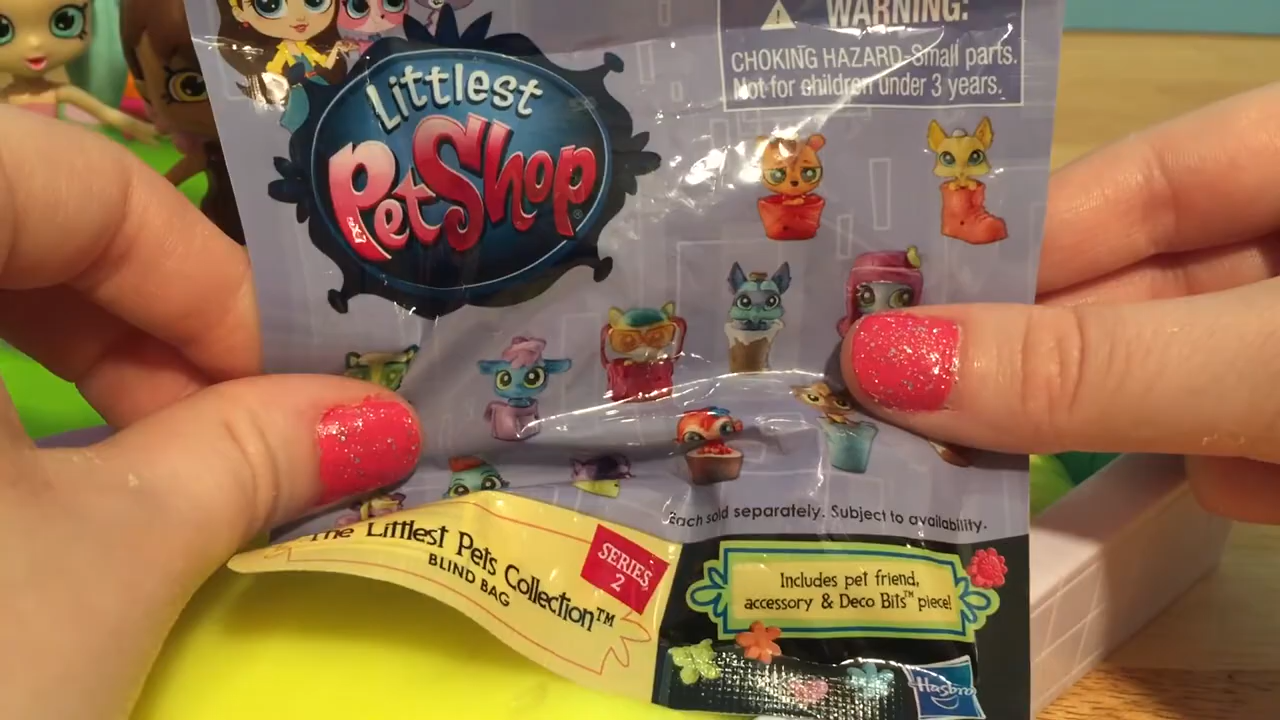 Littlest
PetShop
WARNING:
CHOKING HAZARD-Small parts.
Not for children under 3 years.
Each sold separately. Subject to availability.
The Littlest Pets Collection™
BLIND BAG
SERIES
2
Includes pet friend,
accessory & Deco Bits™ piece!
Hasbro